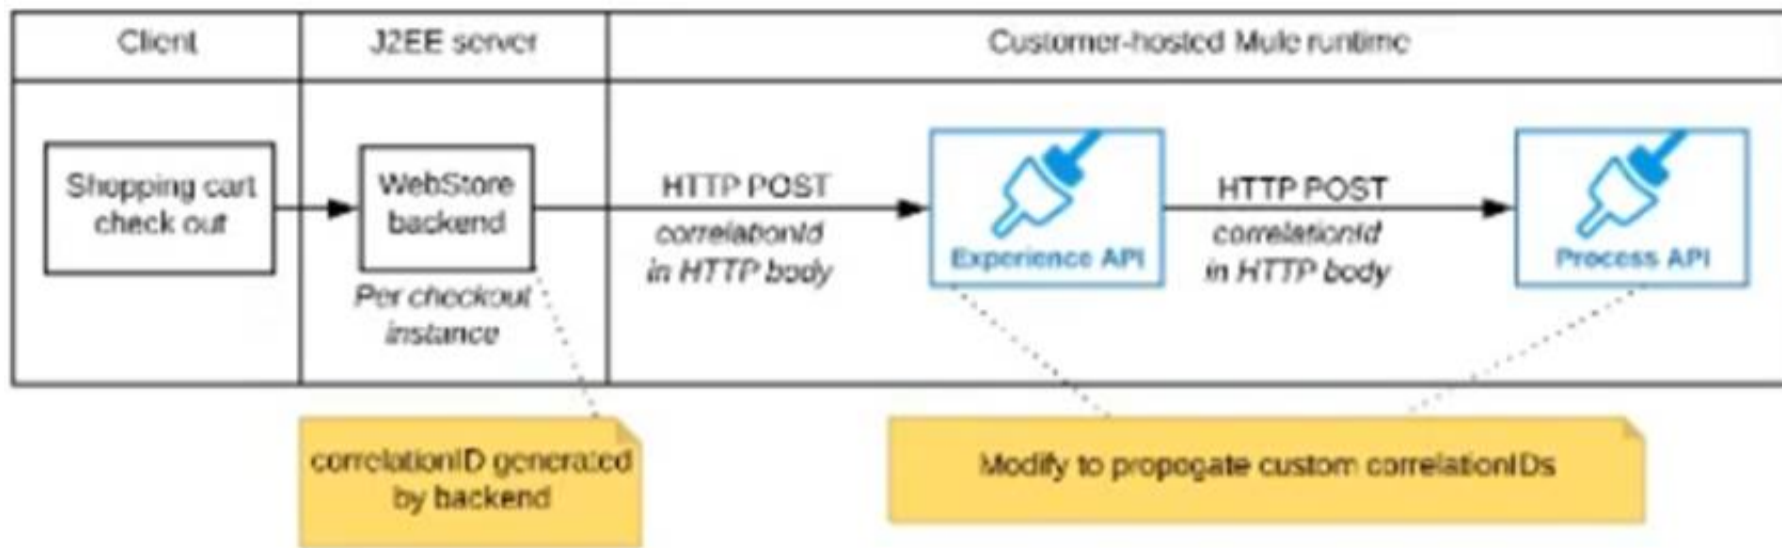 Client
J2EE server
Customer-hosted Mule runtime
Shopping cart
check out
WebStore
backend
Per checkout
instance
HTTP POST
correlationId
in HTTP body
Experience API
HTTP POST
correlationId
in HTTP body
Process API
correlationID generated
by backend
Modify to propogate custom correlationIDs